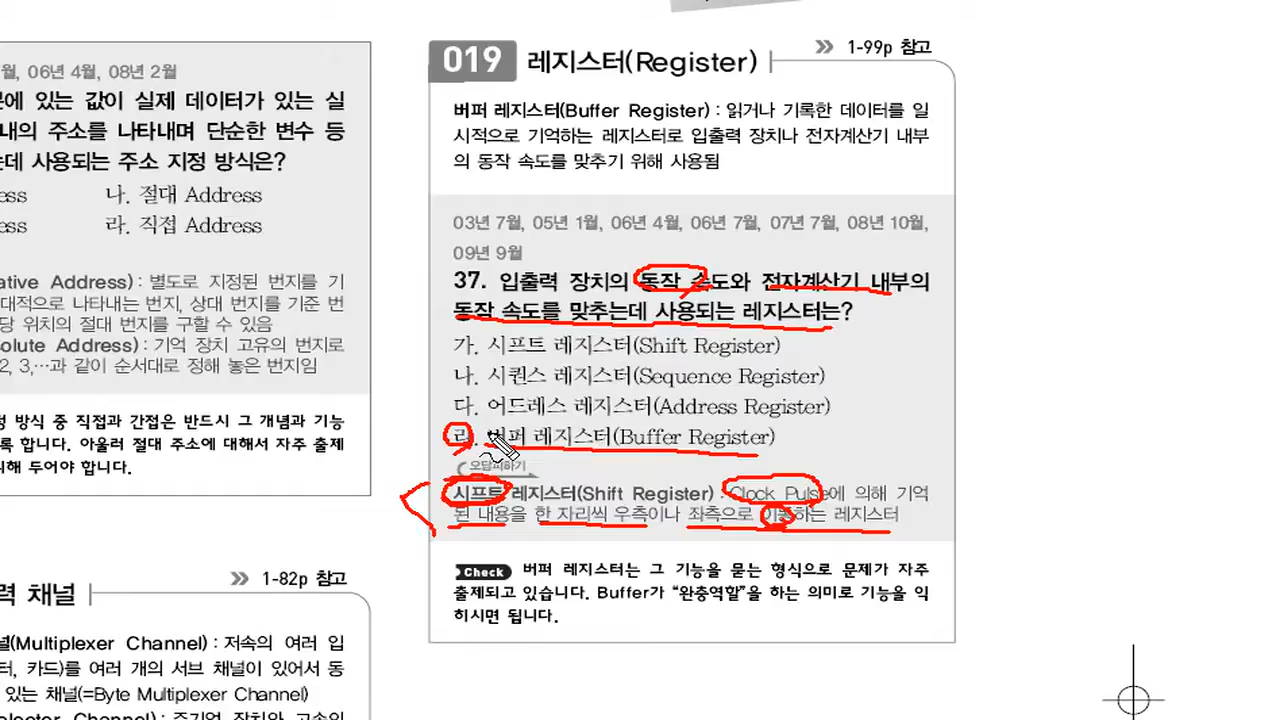 월, 06년 4월, 08년 2월
있는 값이 실제 데이터가 있는 실
내의 주소를 나타내며 단순한 변수 등
데 사용되는 주소 지정 방식은?
ess 나. 절대 Address
ess 라. 직접 Address
ative Address) : 별도로 지정된 번지를 기
대적으로 나타내는 번지, 상대 번지를 기준 번
당 위치의 절대 번지를 구할 수 있음
solute Address) : 기억 장치 고유의 번지로
2, 3,…과 같이 순서대로 정해 놓은 번지임
방식 중 직접과 간접은 반드시 그 개념과 기능
록 합니다. 아울러 절대 주소에 대해서 자주 출제
해 두어야 합니다.
1-82p 참고
력 채널
널(Multiplexer Channel) : 저속의 여러 입
터, 카드)를 여러 개의 서브 채널이 있어서 동
있는 채널(=Byte Multiplexer Channel)
Channel) : 주기억 장치와 고속의
1-99p 참고
019 레지스터(Register)
버퍼 레지스터(Buffer Register) : 읽거나 기록한 데이터를 일
시적으로 기억하는 레지스터로 입출력 장치나 전자계산기 내부
의 동작 속도를 맞추기 위해 사용됨
03년 7월, 05년 1월, 06년 4월, 06년 7월, 07년 7월, 08년 10월,
09년 9월
37. 입출력 장치의 동작 속도와 전자계산기 내부의
동작 속도를 맞추는데 사용되는 레지스터는?
가. 시프트 레지스터(Shift Register)
나. 시퀀스 레지스터(Sequence Register)
다. 어드레스 레지스터(Address Register)
라. 버퍼 레지스터(Buffer Register)
오답피하기
시프트 레지스터(Shift Register) : Clock Pulse에 의해 기억
된 내용을 한 자리씩 우측이나 좌측으로 이동하는 레지스터
Check 버퍼 레지스터는 그 기능을 묻는 형식으로 문제가 자주
출제되고 있습니다. Buffer가 “완충역할”을 하는 의미로 기능을 익
히시면 됩니다.